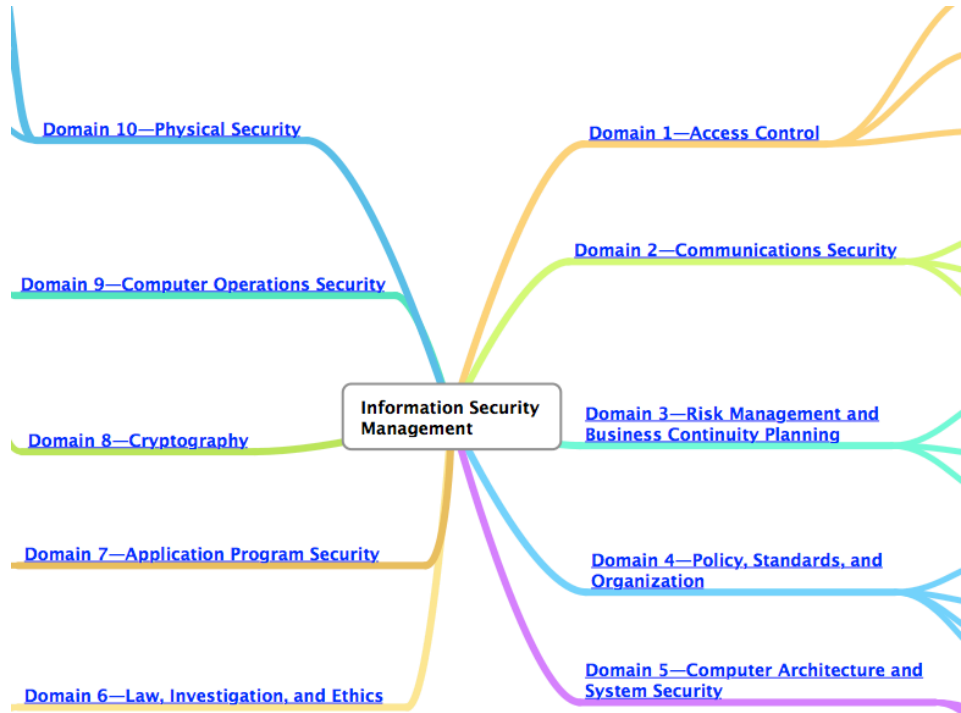 Domain 10—Physical Security
Domain 1—Access Control
Domain 2—Communications Security
Domain 9—Computer Operations Security
Information Security
Management
Domain 3—Risk Management and
Business Continuity Planning
Domain 8—Cryptography
Domain 7—Application Program Security
Domain 4—Policy, Standards, and
Organization
Domain 6—Law, Investigation, and Ethics
Domain 5—Computer Architecture and
System Security